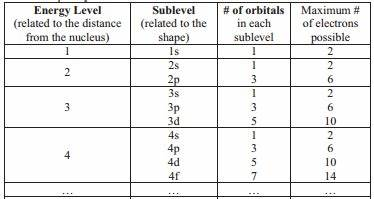 Energy Level Sublevel # of orbitals Maximum #
(related to the distance (related to the in each of electrons
from the nucleus) shape) sublevel possible
1 1s 1 2
2 2s 1 2
2p 3 6
3 3s 1 2
3p 3 6
3d 5 10
4 4s 1 2
4p 3 6
4d 5 10
4f 7 14
... ... ... ...